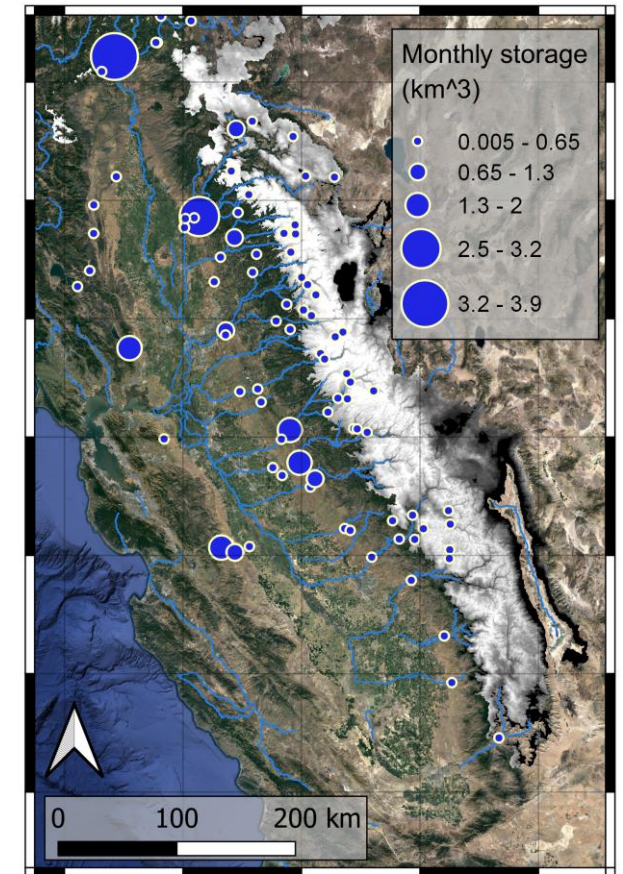 Monthly storage
(km^3)
0.005 - 0.65
0.65 - 1.3
1.3 - 2
2.5 - 3.2
3.2 - 3.9
0 100 200 km